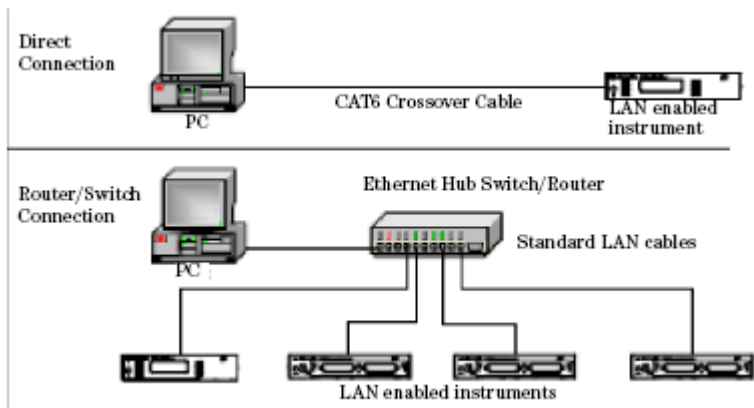 Direct
Connection
PC
CAT6 Crossover Cable
LAN enabled
instrument
Router/Switch
Connection
Ethernet Hub Switch/Router
PC
Standard LAN cables
LAN enabled instruments